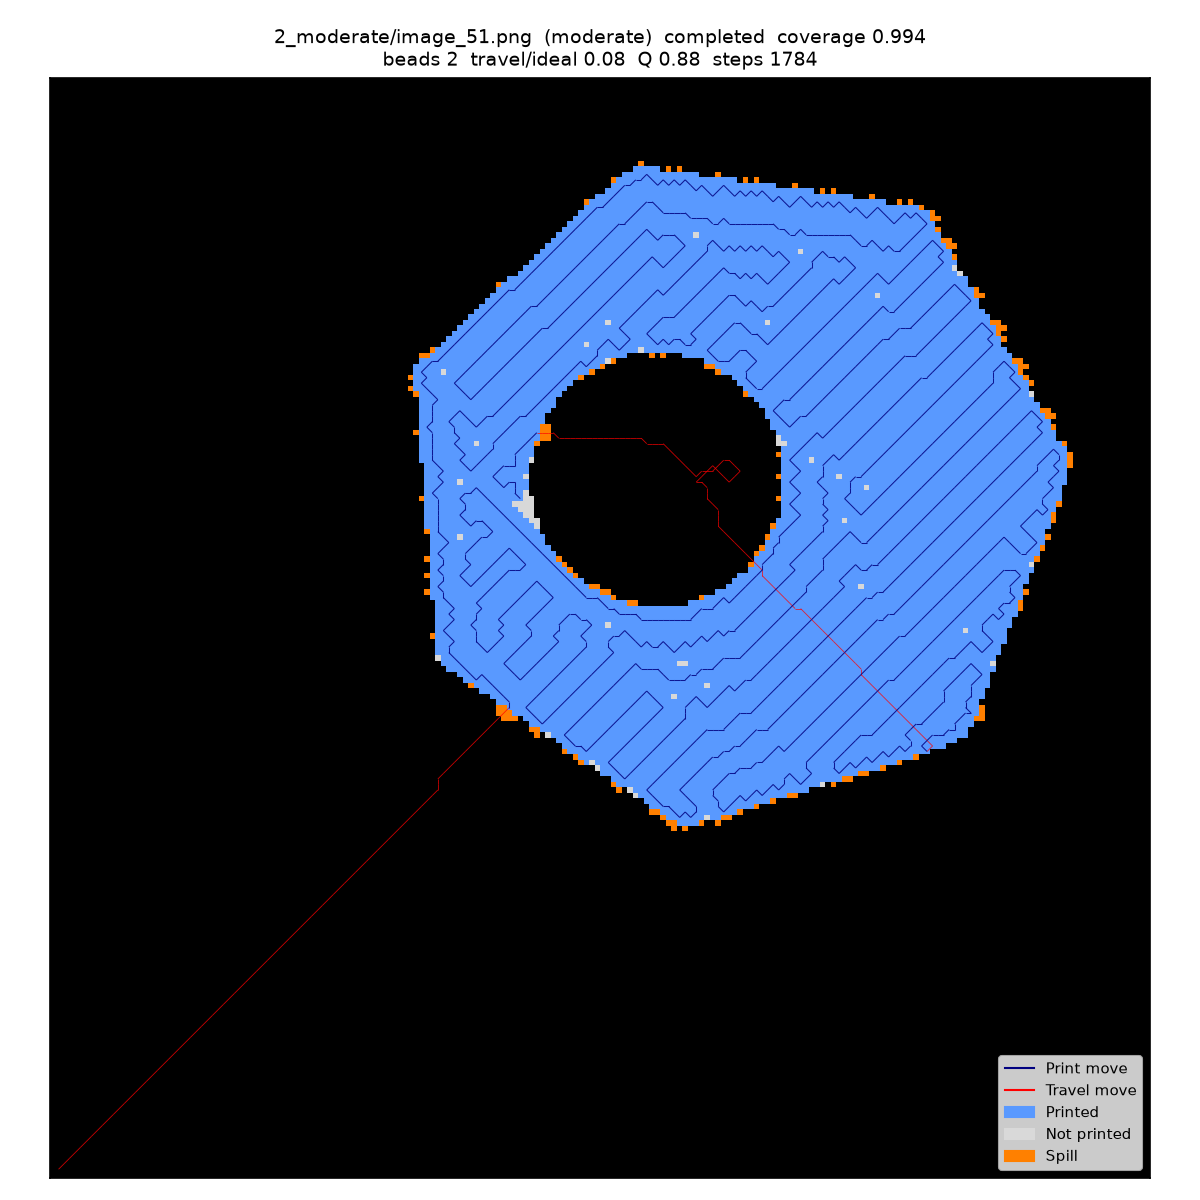 2_moderate/image_51.png  (moderate)  completed  coverage 0.994
beads 2  travel/ideal 0.08  Q 0.88  steps 1784
Print move
Travel move
Printed
Not printed
Spill